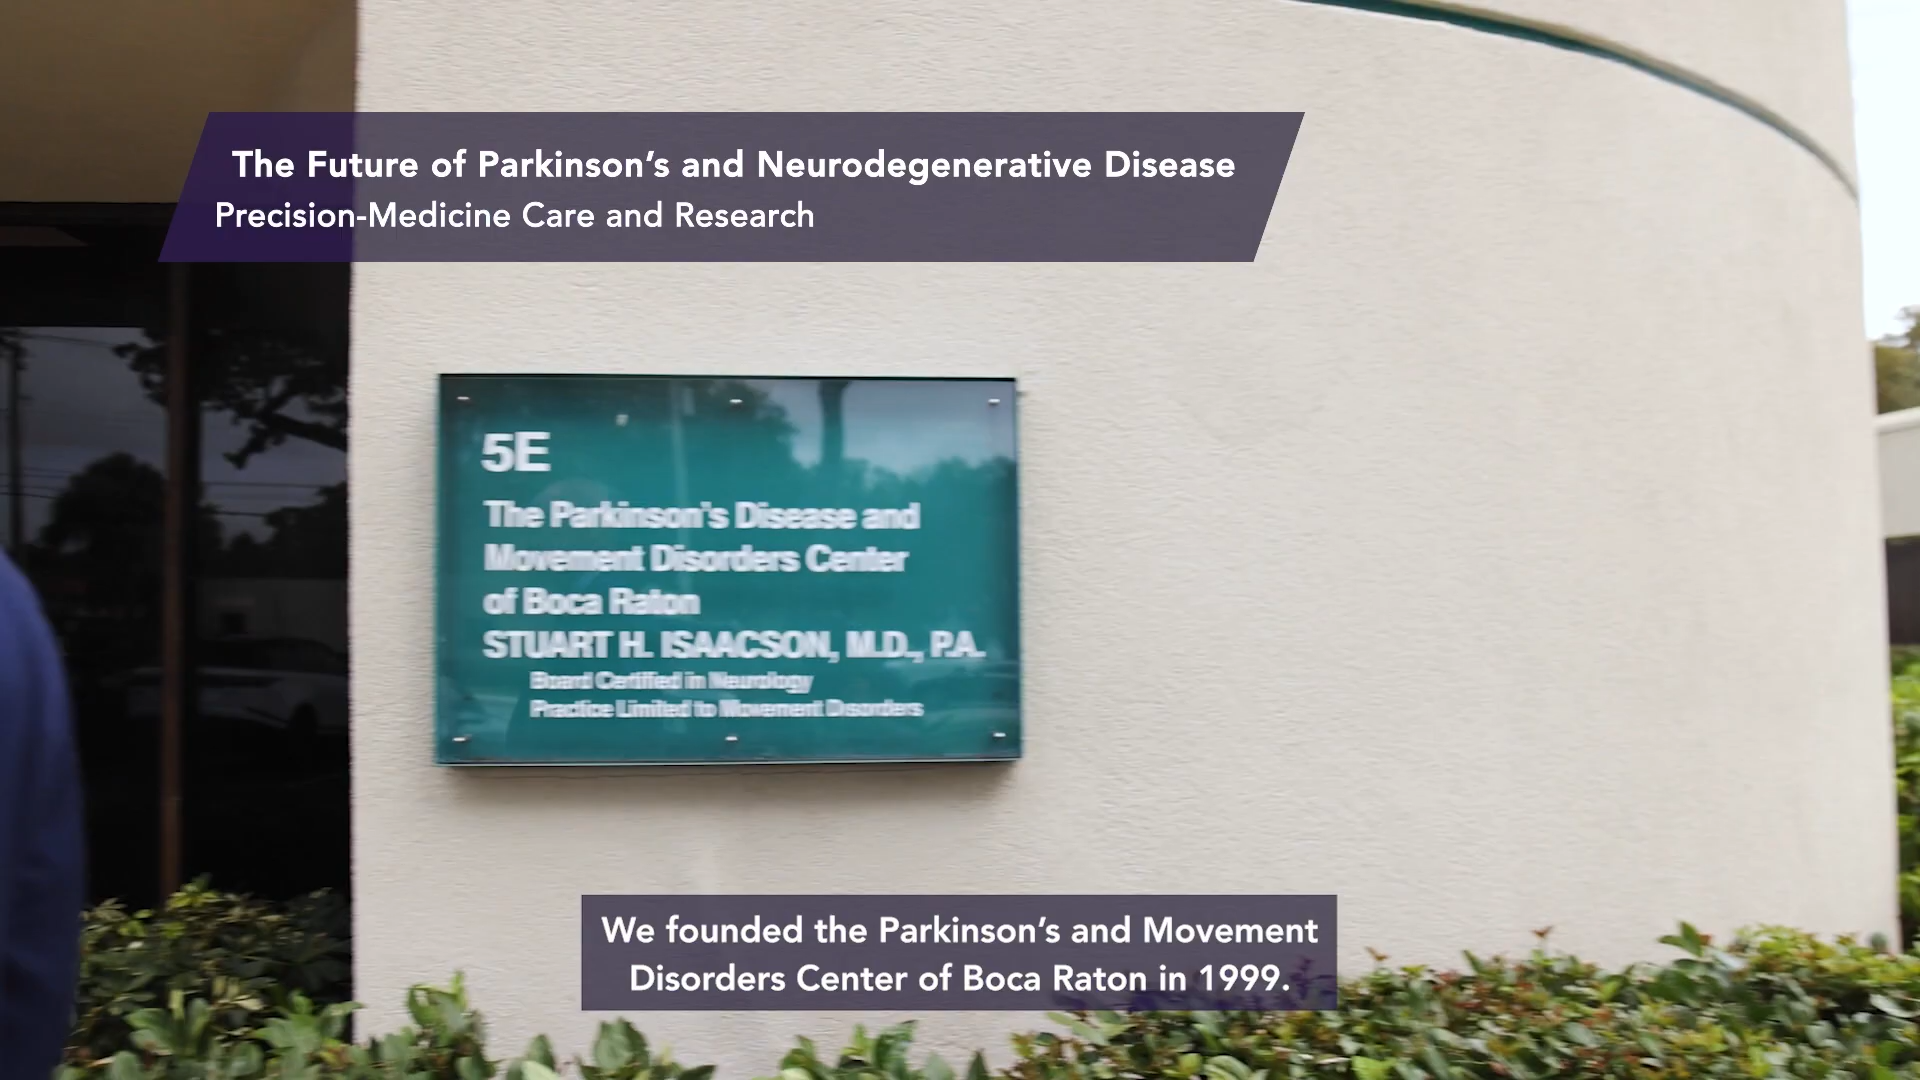 The Future of Parkinson’s and Neurodegenerative Disease
Precision-Medicine Care and Research
5E
The Parkinson's Disease and
Movement Disorders Center
of Boca Raton
STUART H. ISAACSON, M.D., P.A.
Board Certified in Neurology
Practice Limited to Movement Disorders
We founded the Parkinson’s and Movement
Disorders Center of Boca Raton in 1999.